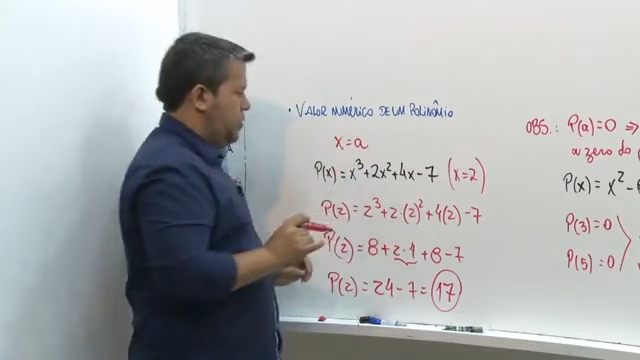 • VALOR NUMÉRICO DE UM POLINÔMIO
x=a
P(x)=x³+2x²+4x-7 (x=2)
P(2)=2³+2·(2)²+4(2)-7
P(2)=8+2·4+8-7
P(2)=24-7=17
OBS.: P(a)=0 ⇒
a zero do
P(x)=x²-
P(3)=0
P(5)=0